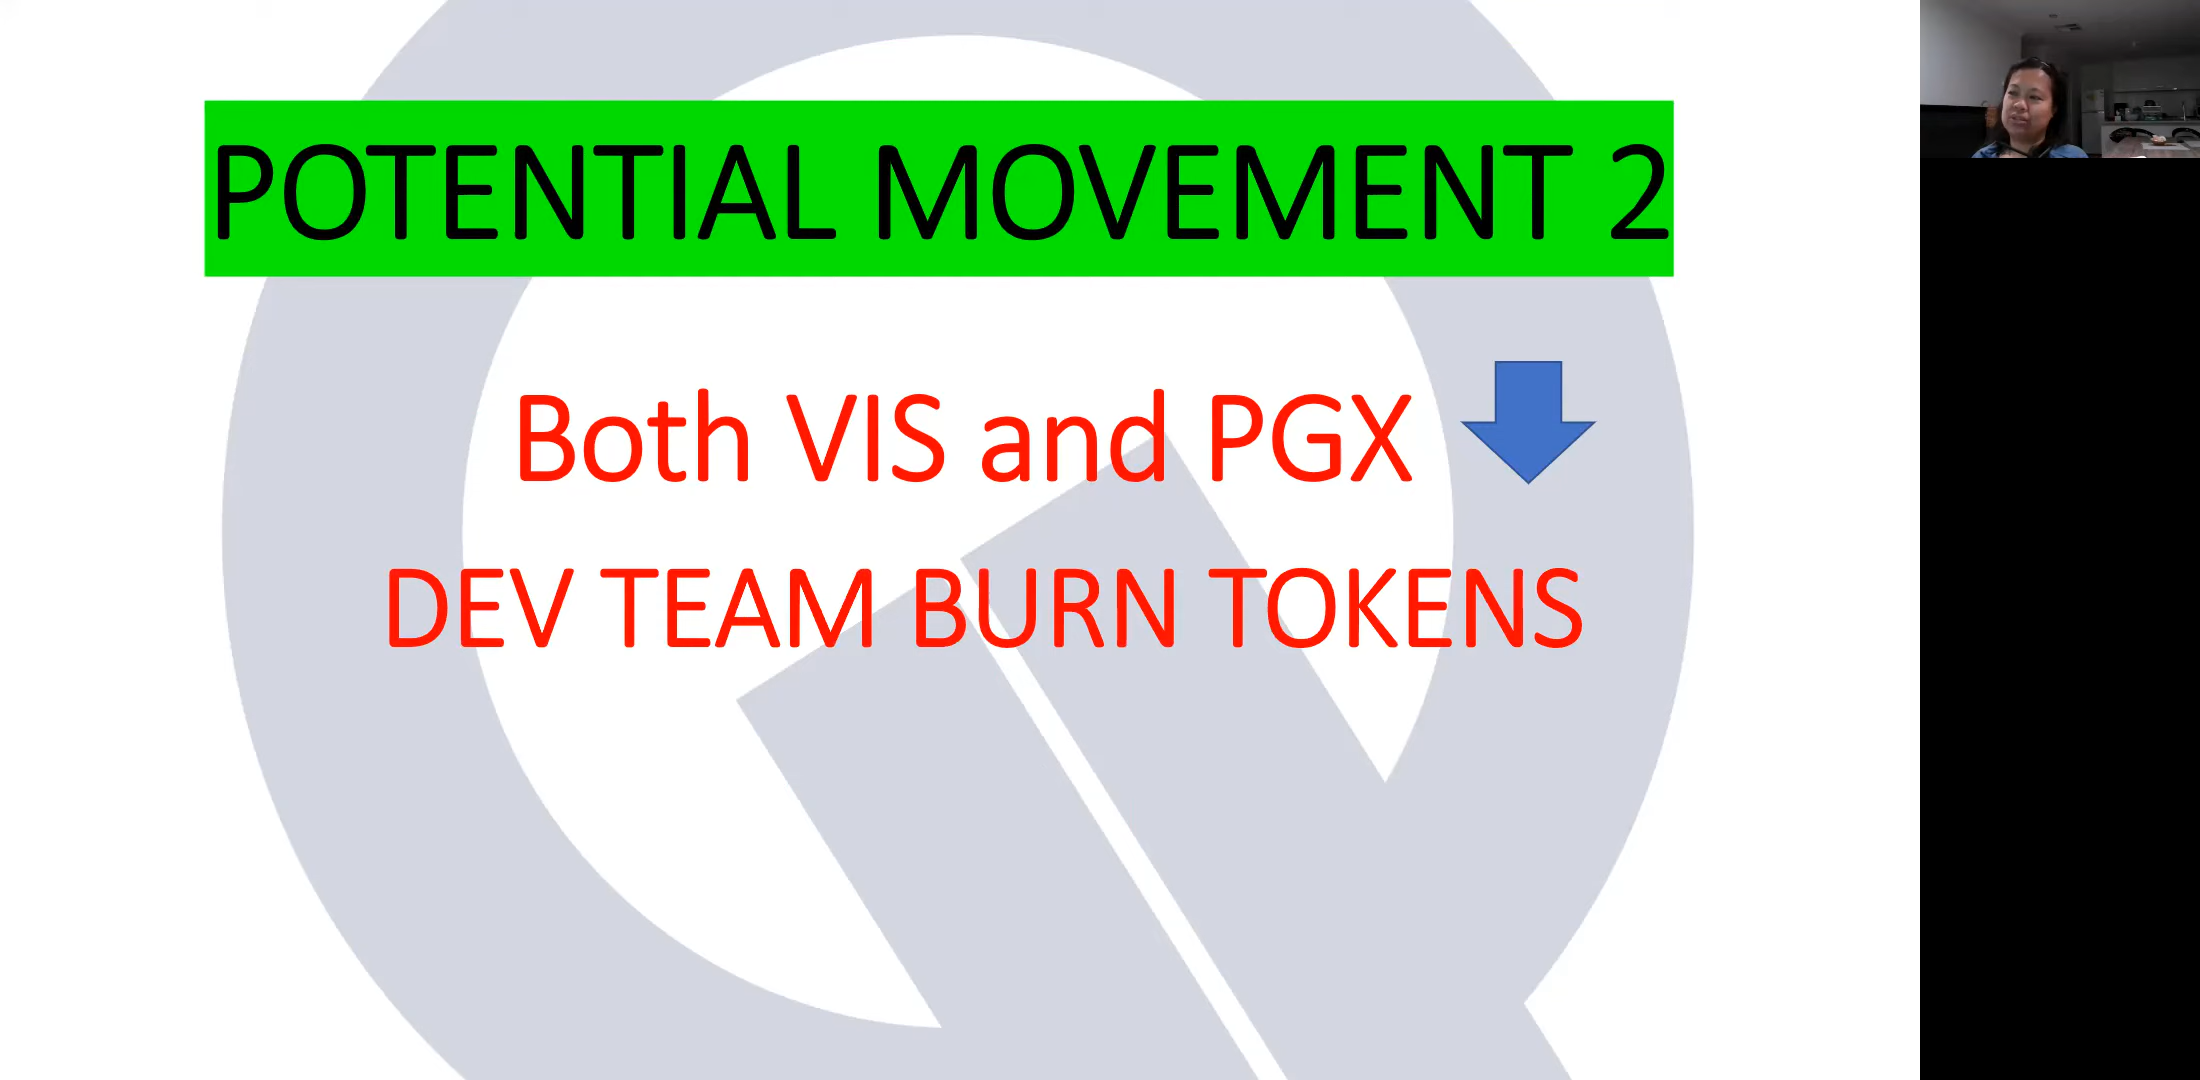 POTENTIAL MOVEMENT 2
Both VIS and PGX
DEV TEAM BURN TOKENS